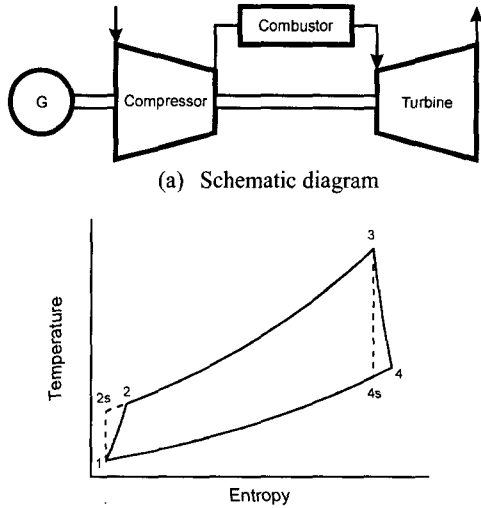 Combustor
G
Compressor
Turbine
(a) Schematic diagram
3
Temperature
2s
2
4
4s
1
Entropy